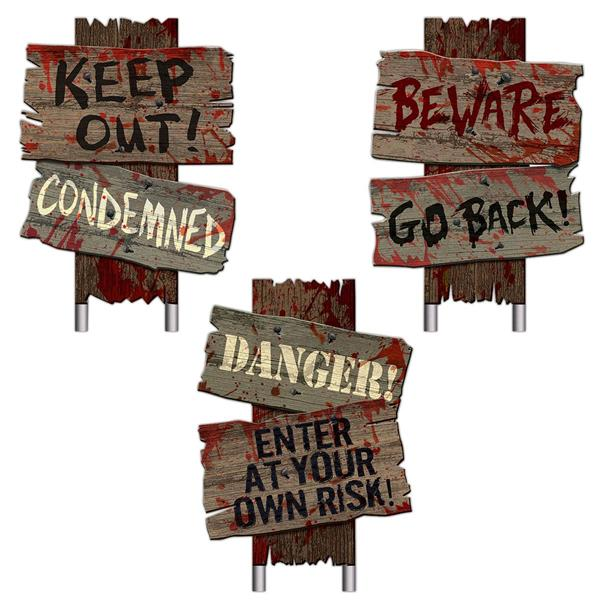 KEEP
OUT!
CONDEMNED
BEWARE
GO BACK!
DANGER!
ENTER
AT YOUR
OWN RISK!